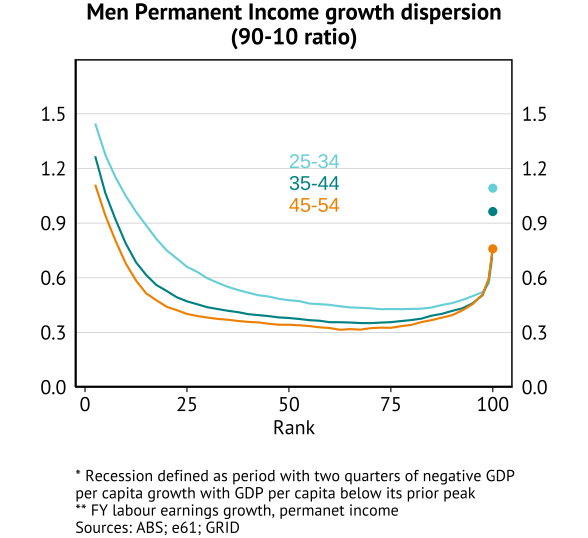 Men Permanent Income growth dispersion
(90-10 ratio)
1.5 1.5
1.2 1.2
25-34
35-44
45-54
0.9 0.9
0.6 0.6
0.3 0.3
0.0 0.0
0 25 50 75 100
Rank
* Recession defined as period with two quarters of negative GDP
per capita growth with GDP per capita below its prior peak
** FY labour earnings growth, permanet income
Sources: ABS; e61; GRID